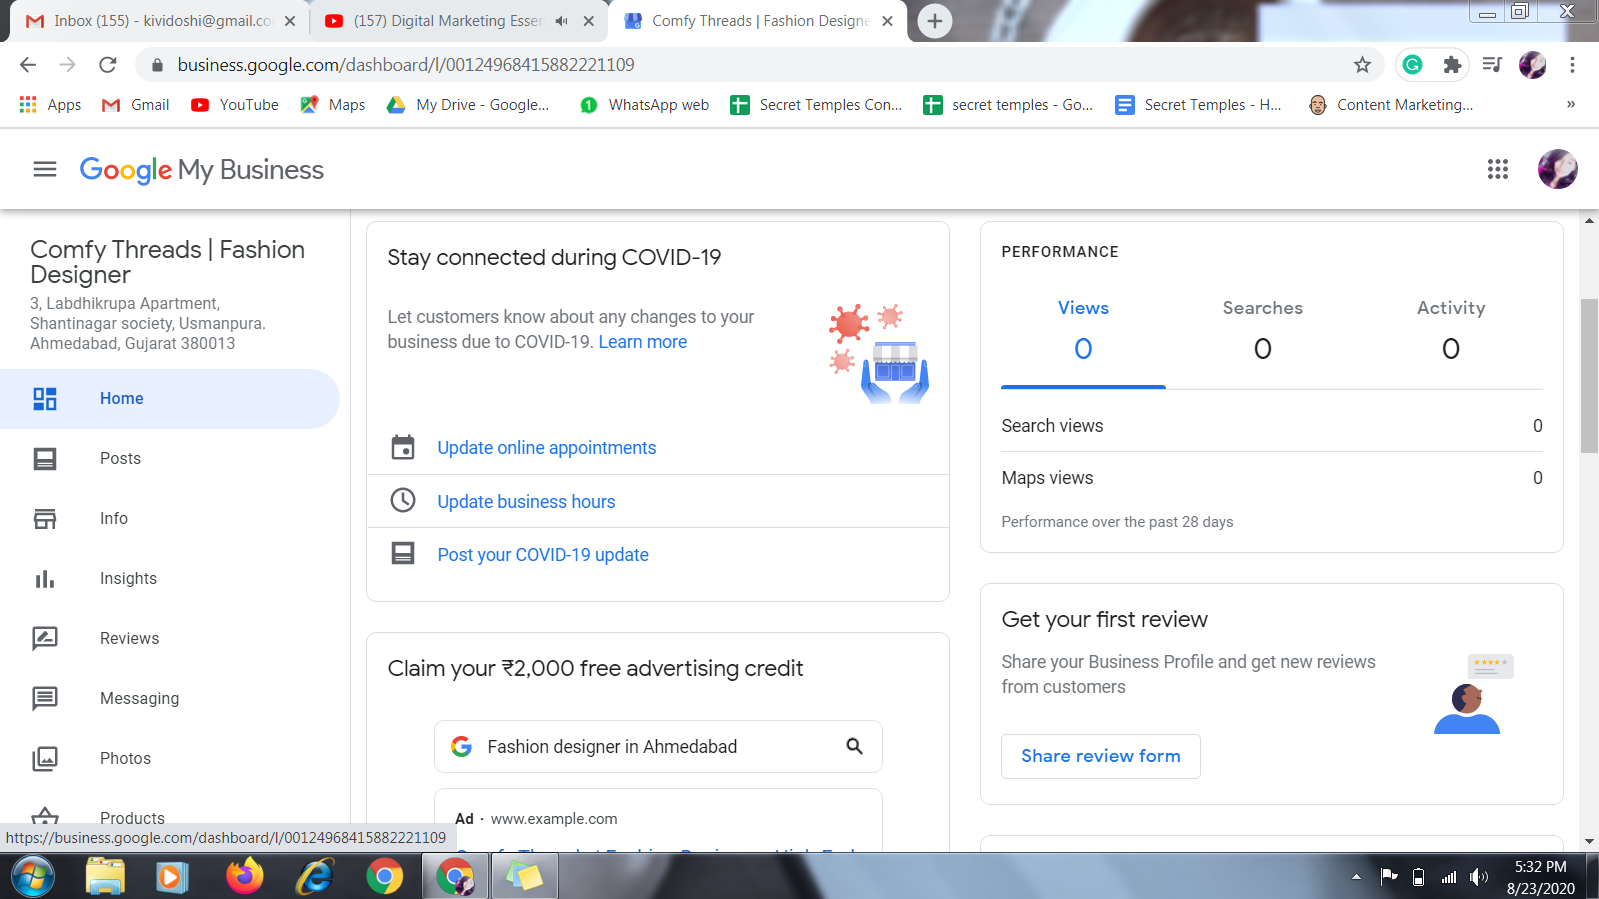 Inbox (155) - kividoshi@gmail.co
(157) Digital Marketing Esser
Comfy Threads | Fashion Designe
business.google.com/dashboard/l/00124968415882221109
Apps
Gmail
YouTube
Maps
My Drive - Google...
WhatsApp web
Secret Temples Con...
secret temples - Go...
Secret Temples - H...
Content Marketing...
»
Google My Business
Comfy Threads | Fashion
Designer
3, Labdhikrupa Apartment,
Shantinagar society, Usmanpura.
Ahmedabad, Gujarat 380013
Home
Posts
Info
Insights
Reviews
Messaging
Photos
Products
https://business.google.com/dashboard/l/00124968415882221109
Stay connected during COVID-19
Let customers know about any changes to your
business due to COVID-19. Learn more
Update online appointments
Update business hours
Post your COVID-19 update
Claim your ₹2,000 free advertising credit
Fashion designer in Ahmedabad
Ad · www.example.com
PERFORMANCE
Views
Searches
Activity
0
0
0
Search views 0
Maps views 0
Performance over the past 28 days
Get your first review
Share your Business Profile and get new reviews
from customers
Share review form
5:32 PM
8/23/2020